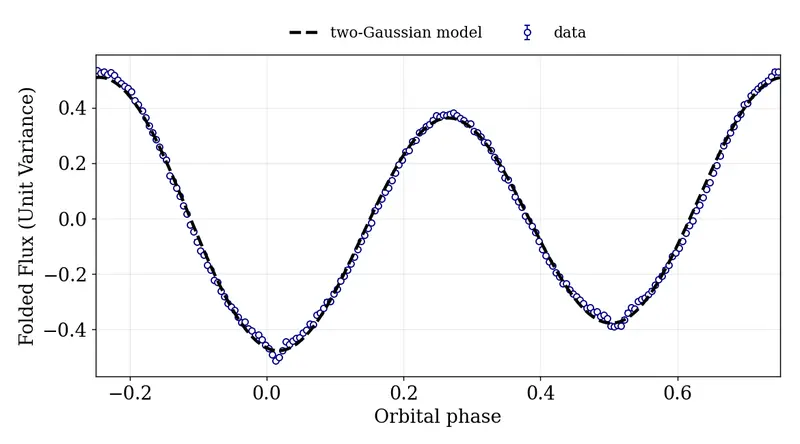 two-Gaussian model
data
Folded Flux (Unit Variance)
0.4
0.2
0.0
−0.2
−0.4
−0.2
0.0
0.2
0.4
0.6
Orbital phase